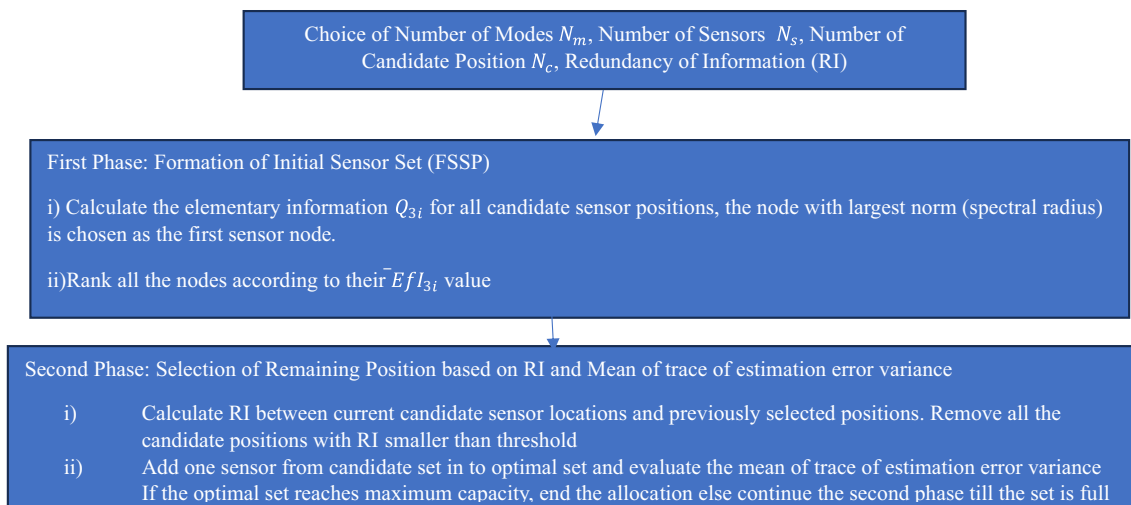 Choice of Number of Modes N_m, Number of Sensors N_s, Number of
Candidate Position N_c, Redundancy of Information (RI)
First Phase: Formation of Initial Sensor Set (FSSP)
i) Calculate the elementary information Q_{3i} for all candidate sensor positions, the node with largest norm (spectral radius)
is chosen as the first sensor node.
ii)Rank all the nodes according to their ¯EfI_{3i} value
Second Phase: Selection of Remaining Position based on RI and Mean of trace of estimation error variance
i) Calculate RI between current candidate sensor locations and previously selected positions. Remove all the
candidate positions with RI smaller than threshold
ii) Add one sensor from candidate set in to optimal set and evaluate the mean of trace of estimation error variance
If the optimal set reaches maximum capacity, end the allocation else continue the second phase till the set is full